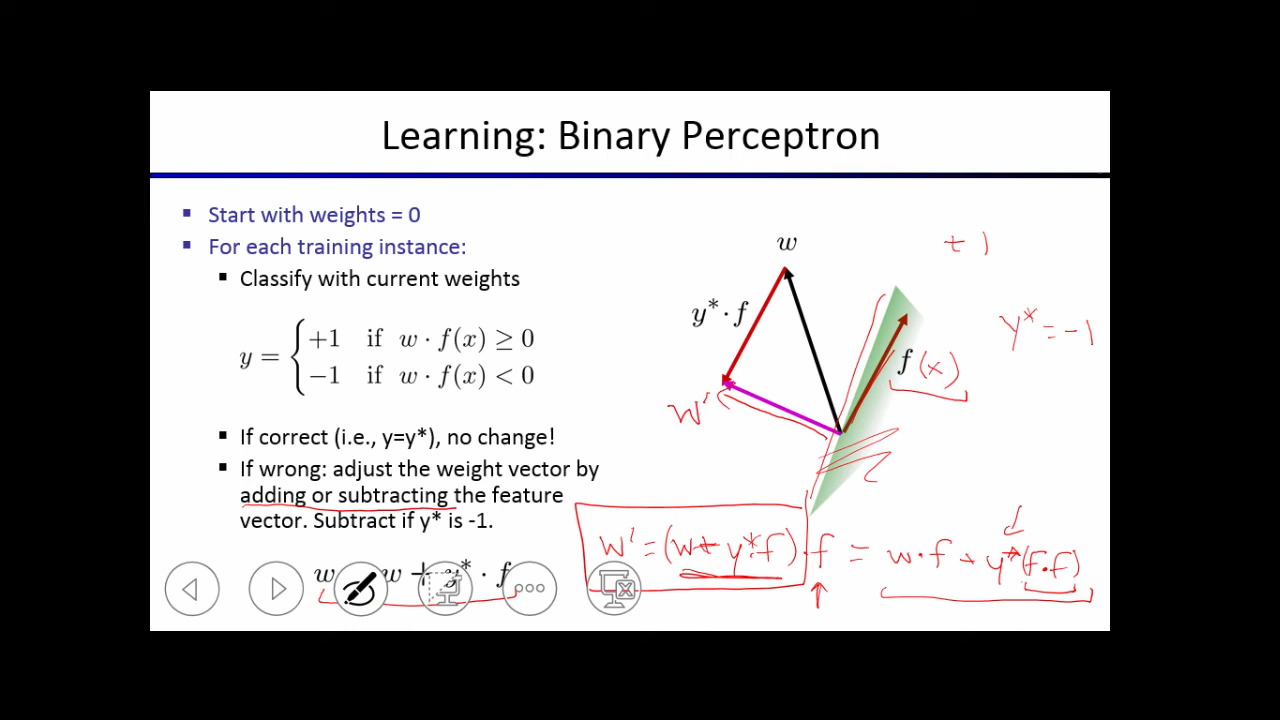 Learning: Binary Perceptron
▪ Start with weights = 0
▪ For each training instance:
▪ Classify with current weights
y = { +1 if w · f(x) ≥ 0
−1 if w · f(x) < 0
▪ If correct (i.e., y=y*), no change!
▪ If wrong: adjust the weight vector by
adding or subtracting the feature
vector. Subtract if y* is -1.
w w + y* · f
w
y* · f
w'
f (x)
+1
y* = -1
w' = (w + y*·f) · f = w·f + y*(f·f)